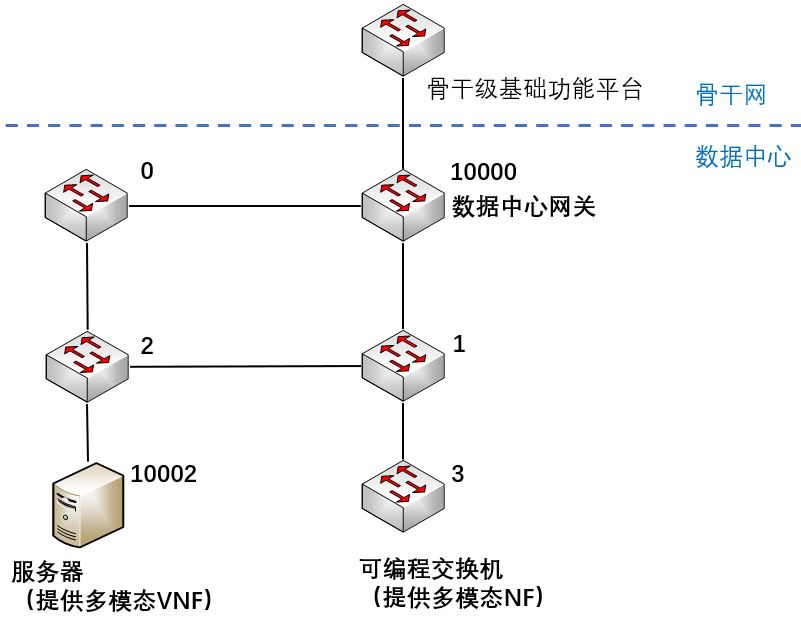 骨干级基础功能平台
骨干网
数据中心
0
10000
数据中心网关
2
1
10002
3
服务器
（提供多模态VNF）
可编程交换机
（提供多模态NF）